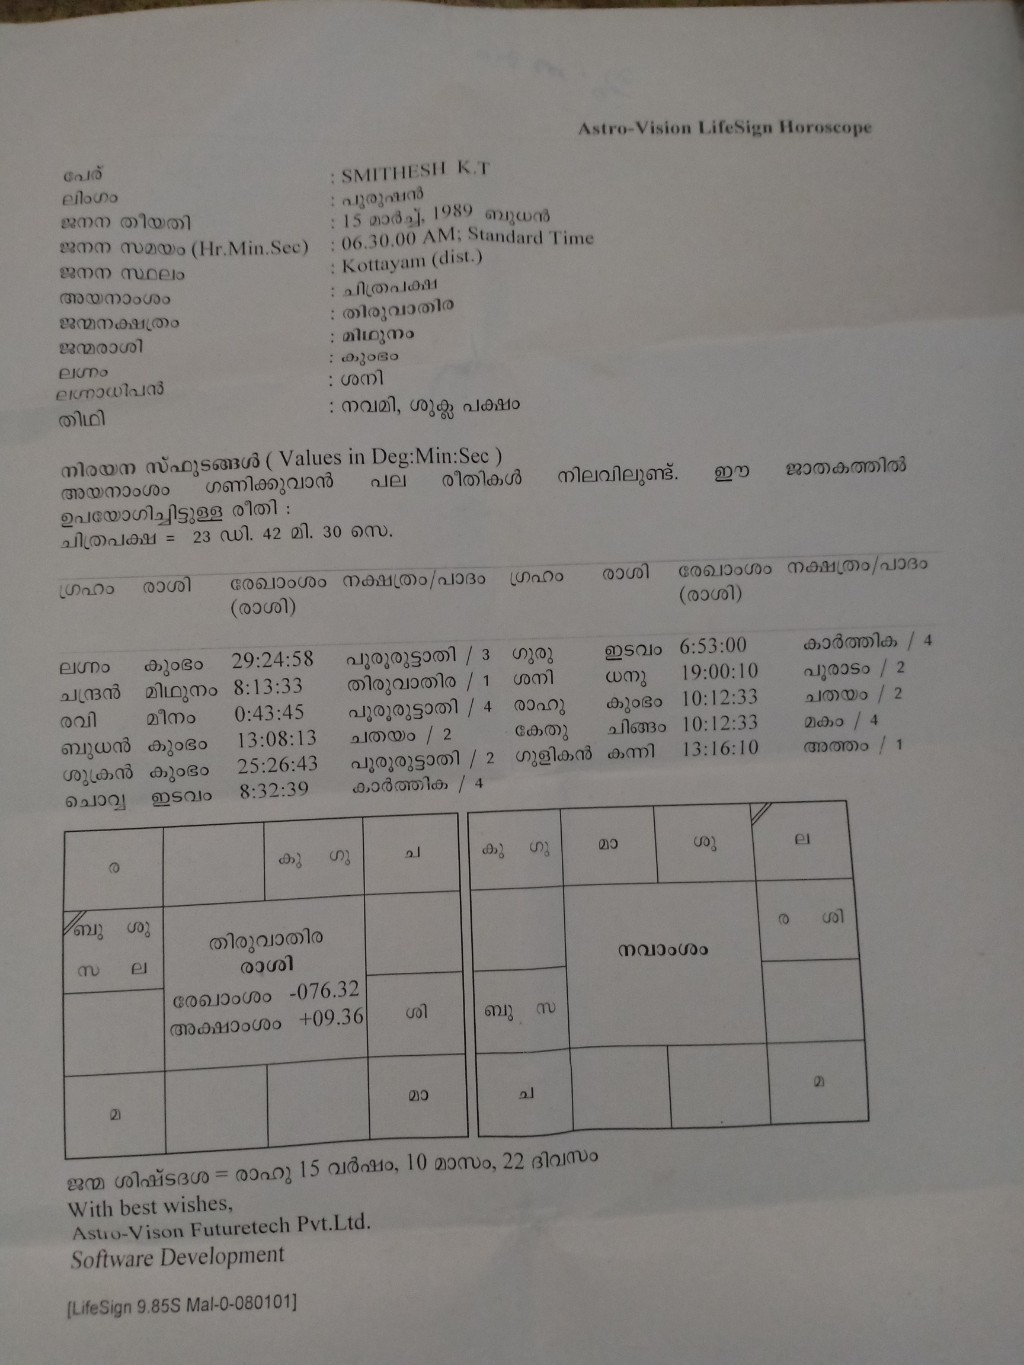 Astro-Vision LifeSign Horoscope
പേര് : SMITHESH K.T
ലിംഗം : പുരുഷൻ
ജനന തീയതി : 15 മാർച്ച്, 1989 ബുധൻ
ജനന സമയം (Hr.Min.Sec) : 06.30.00 AM; Standard Time
ജനന സ്ഥലം : Kottayam (dist.)
അയനാംശം : ചിത്രപക്ഷ
ജന്മനക്ഷത്രം : തിരുവാതിര
ജന്മരാശി : മിഥുനം
ലഗ്നം : കുംഭം
ലഗ്നാധിപൻ : ശനി
തിഥി : നവമി, ശുക്ല പക്ഷം
നിരയന സ്ഫുടങ്ങൾ ( Values in Deg:Min:Sec )
അയനാംശം ഗണിക്കുവാൻ പല രീതികൾ നിലവിലുണ്ട്. ഈ ജാതകത്തിൽ
ഉപയോഗിച്ചിട്ടുള്ള രീതി :
ചിത്രപക്ഷ = 23 ഡി. 42 മി. 30 സെ.
ഗ്രഹം രാശി രേഖാംശം നക്ഷത്രം/പാദം ഗ്രഹം രാശി രേഖാംശം നക്ഷത്രം/പാദം
(രാശി) (രാശി)
ലഗ്നം കുംഭം 29:24:58 പൂരുരുട്ടാതി / 3 ഗുരു ഇടവം 6:53:00 കാർത്തിക / 4
ചന്ദ്രൻ മിഥുനം 8:13:33 തിരുവാതിര / 1 ശനി ധനു 19:00:10 പൂരാടം / 2
രവി മീനം 0:43:45 പൂരുരുട്ടാതി / 4 രാഹു കുംഭം 10:12:33 ചതയം / 2
ബുധൻ കുംഭം 13:08:13 ചതയം / 2 കേതു ചിങ്ങം 10:12:33 മകം / 4
ശുക്രൻ കുംഭം 25:26:43 പൂരുരുട്ടാതി / 2 ഗുളികൻ കന്നി 13:16:10 അത്തം / 1
ചൊവ്വ ഇടവം 8:32:39 കാർത്തിക / 4
ര കു ഗു ച
ബു ശു
സ ല
തിരുവാതിര
രാശി
രേഖാംശം -076.32
അക്ഷാംശം +09.36
ശി
മ മാ
കു ഗു മാ ശു ല
ര ശി
നവാംശം
ബു സ
ച മ
ജന്മ ശിഷ്ടദശ = രാഹു 15 വർഷം, 10 മാസം, 22 ദിവസം
With best wishes,
Astro-Vison Futuretech Pvt.Ltd.
Software Development
[LifeSign 9.85S Mal-0-080101]